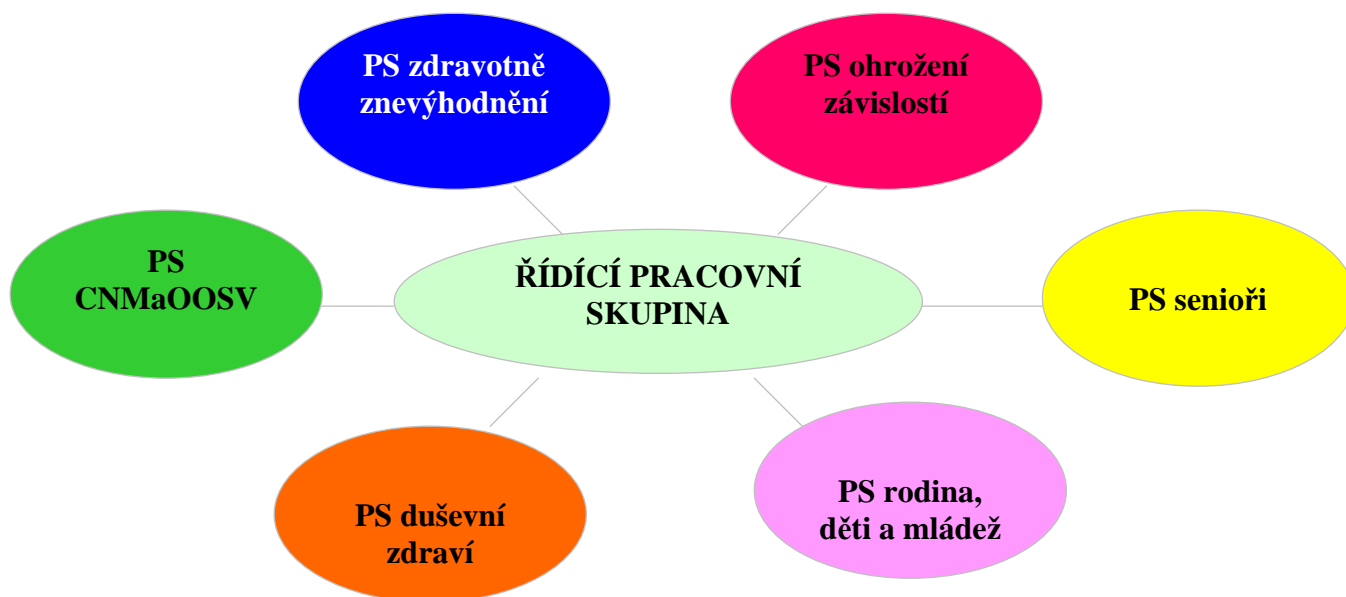 PS zdravotně
znevýhodnění
PS ohrožení
závislostí
PS
CNMaOOSV
ŘÍDÍCÍ PRACOVNÍ
SKUPINA
PS senioři
PS duševní
zdraví
PS rodina,
děti a mládež